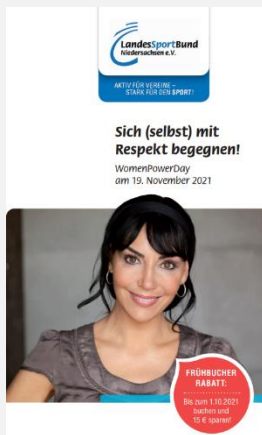 LandesSportBund
Niedersachsen e.V.
AKTIV FÜR VEREINE –
STARK FÜR DEN SPORT!
Sich (selbst) mit
Respekt begegnen!
WomenPowerDay
am 19. November 2021
FRÜHBUCHER
RABATT:
Bis zum 1.10.2021
buchen und
15 € sparen!